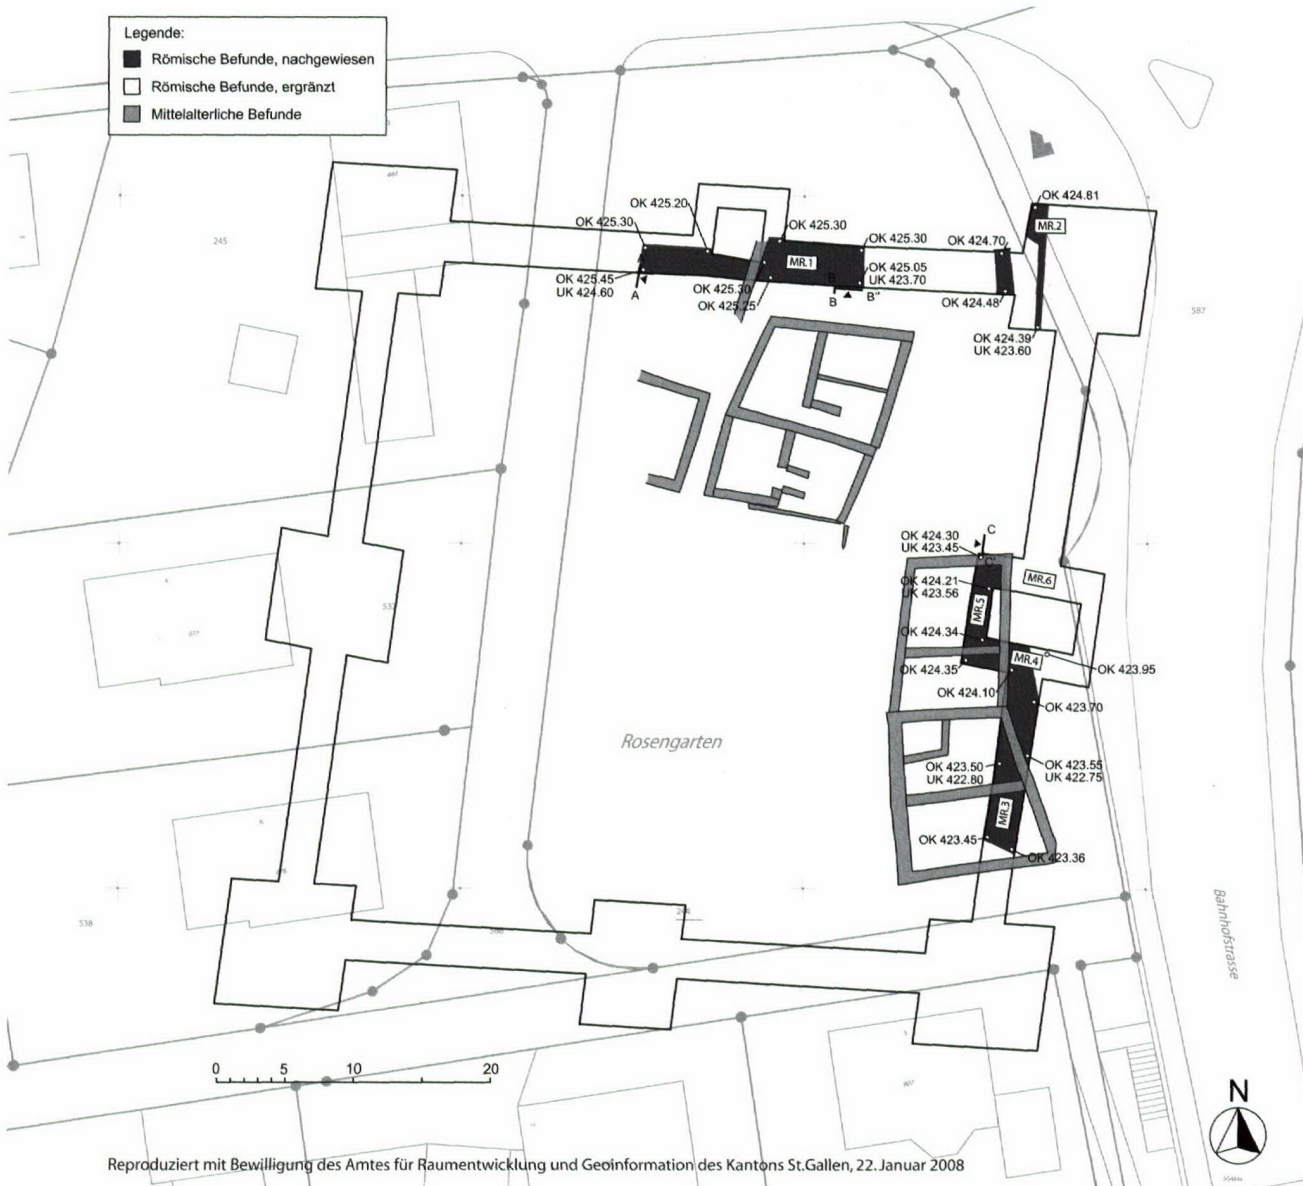 Legende:
Römische Befunde, nachgewiesen
Römische Befunde, ergränzt
Mittelalterliche Befunde
245
587
532
538
OK 425.20
OK 425.30
OK 425.30
OK 425.30
OK 424.70
OK 424.81
MR.2
MR.1
OK 425.45
UK 424.60
A
A
OK 425.30
OK 425.25
B
B
B"
OK 425.05
UK 423.70
OK 424.48
OK 424.39
UK 423.60
C
OK 424.30
UK 423.45
C'
MR.6
OK 424.21
UK 423.56
MR.5
OK 424.34
MR.4
OK 424.35
OK 423.95
OK 424.10
OK 423.70
Rosengarten
OK 423.50
UK 422.80
OK 423.55
UK 422.75
MR.3
OK 423.45
OK 423.36
Bahnhofstrasse
0 5 10 20
N
Reproduziert mit Bewilligung des Amtes für Raumentwicklung und Geoinformation des Kantons St.Gallen, 22. Januar 2008